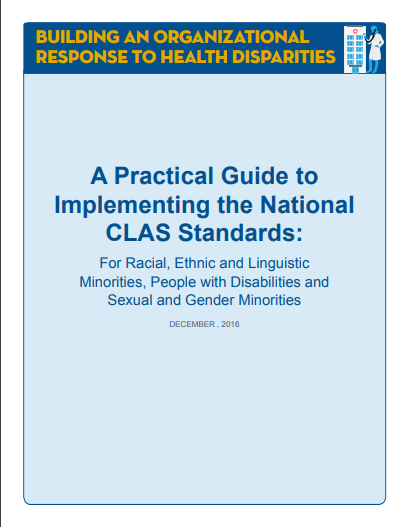 BUILDING AN ORGANIZATIONAL
RESPONSE TO HEALTH DISPARITIES
A Practical Guide to
Implementing the National
CLAS Standards:
For Racial, Ethnic and Linguistic
Minorities, People with Disabilities and
Sexual and Gender Minorities
DECEMBER , 2016